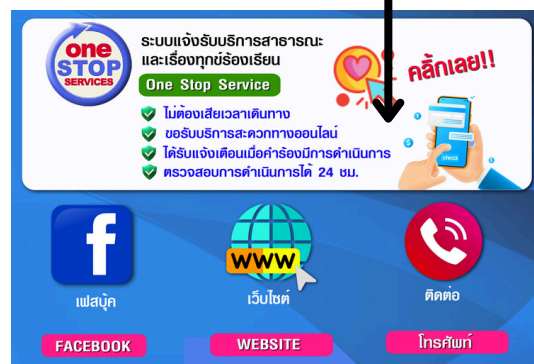 one
STOP
SERVICES
ระบบแจ้งรับบริการสาธารณะ
และเรื่องทุกข์ร้องเรียน
One Stop Service
คลิ้กเลย!!
ไม่ต้องเสียเวลาเดินทาง
ขอรับบริการสะดวกทางออนไลน์
ได้รับแจ้งเตือนเมื่อคำร้องมีการดำเนินการ
ตรวจสอบการดำเนินการได้ 24 ชม.
check
f
WWW
เฟสบุ้ค
เว็บไซต์
ติดต่อ
FACEBOOK
WEBSITE
โทรศัพท์